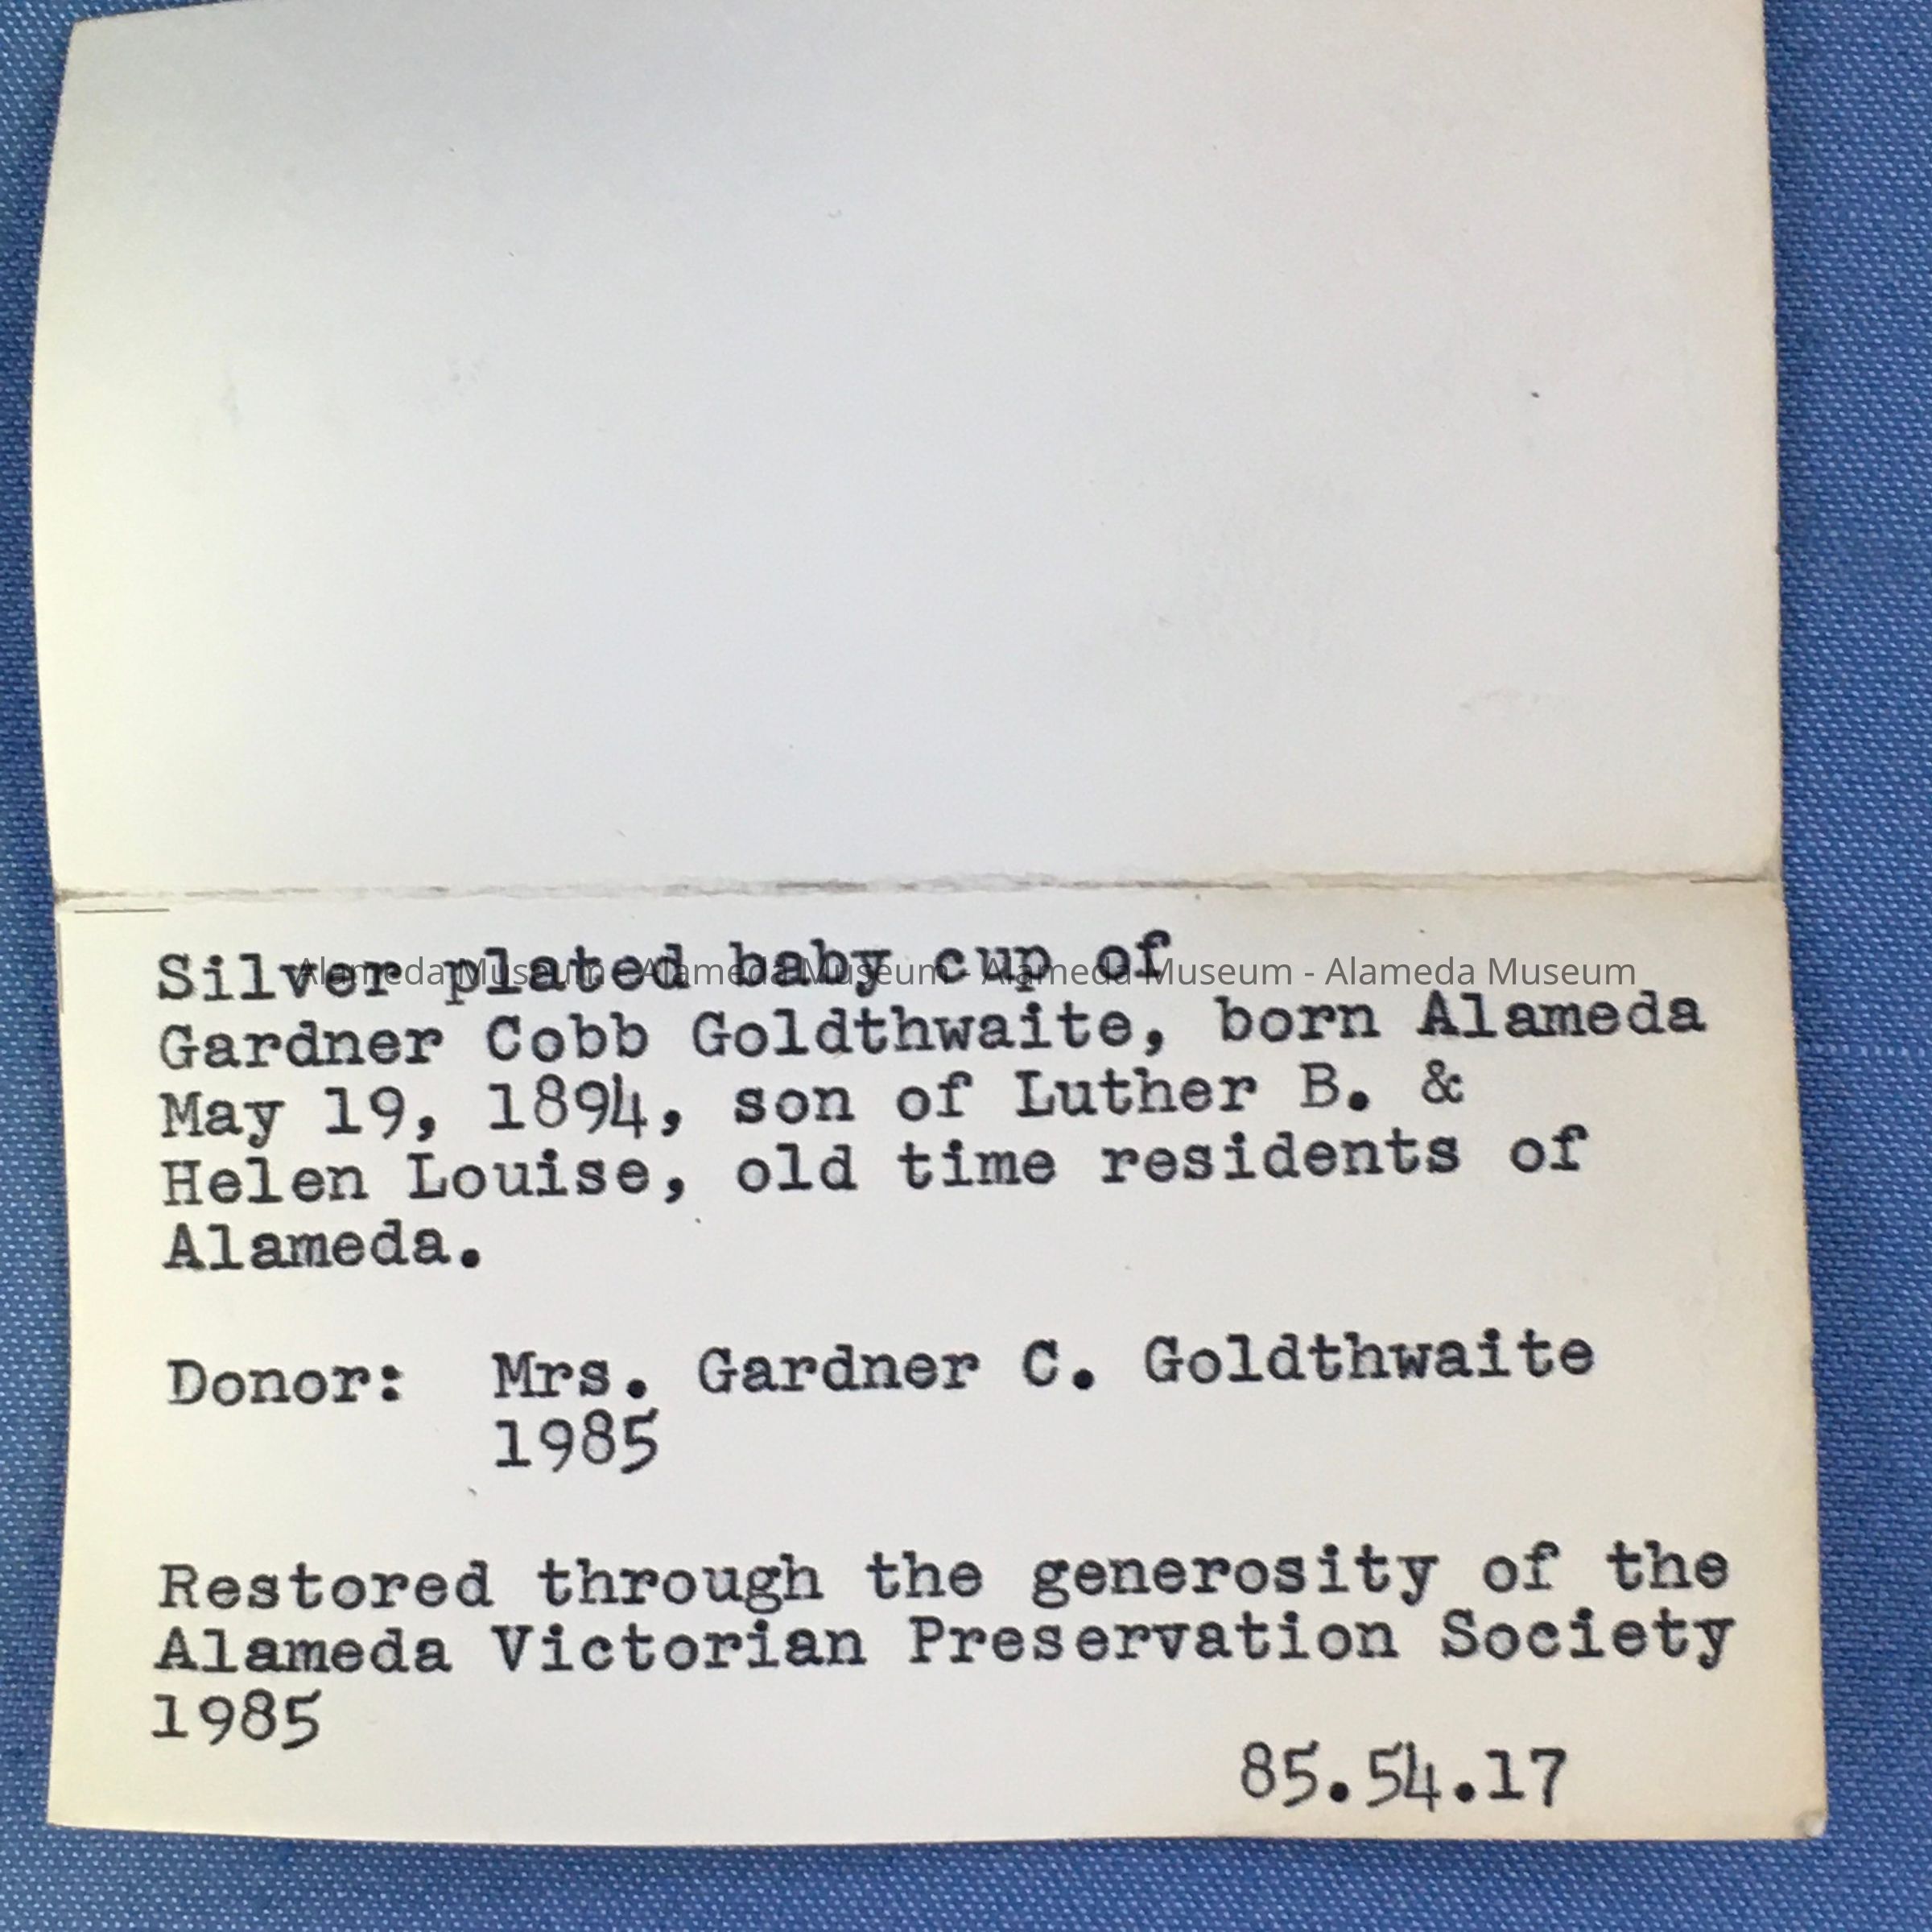 Silver plated baby cup of
Alameda Museum - Alameda Museum - Alameda Museum - Alameda Museum
Gardner Cobb Goldthwaite, born Alameda
May 19, 1894, son of Luther B. &
Helen Louise, old time residents of
Alameda.
Donor: Mrs. Gardner C. Goldthwaite
1985
Restored through the generosity of the
Alameda Victorian Preservation Society
1985
85.54.17